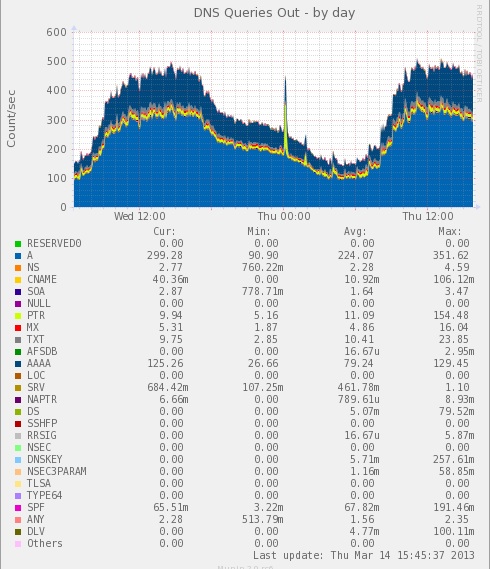 DNS Queries Out - by day
RRDTOOL / TOBI OETIKER
Count/sec
600
500
400
300
200
100
0
Wed 12:00 Thu 00:00 Thu 12:00
Cur: Min: Avg: Max:
RESERVED0 0.00 0.00 0.00 0.00
A 299.28 90.90 224.07 351.62
NS 2.77 760.22m 2.28 4.59
CNAME 40.36m 0.00 10.92m 106.12m
SOA 2.87 778.71m 1.64 3.47
NULL 0.00 0.00 0.00 0.00
PTR 9.94 5.16 11.09 154.48
MX 5.31 1.87 4.86 16.04
TXT 9.75 2.85 10.41 23.85
AFSDB 0.00 0.00 16.67u 2.95m
AAAA 125.26 26.66 79.24 129.45
LOC 0.00 0.00 0.00 0.00
SRV 684.42m 107.25m 461.78m 1.10
NAPTR 6.66m 0.00 789.61u 8.93m
DS 0.00 0.00 5.07m 79.52m
SSHFP 0.00 0.00 0.00 0.00
RRSIG 0.00 0.00 16.67u 5.87m
NSEC 0.00 0.00 0.00 0.00
DNSKEY 0.00 0.00 5.71m 257.61m
NSEC3PARAM 0.00 0.00 1.16m 58.85m
TLSA 0.00 0.00 0.00 0.00
TYPE64 0.00 0.00 0.00 0.00
SPF 65.51m 3.22m 67.82m 191.46m
ANY 2.28 513.79m 1.56 2.35
DLV 0.00 0.00 4.77m 100.11m
Others 0.00 0.00 0.00 0.00
Last update: Thu Mar 14 15:45:37 2013